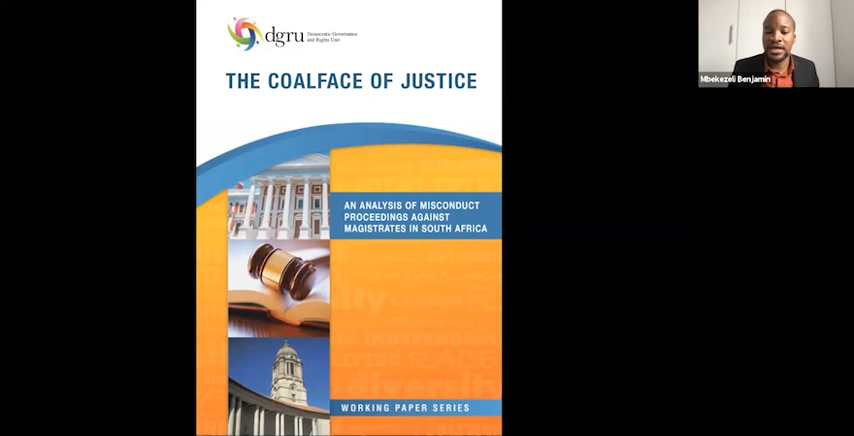 dgru Democratic Governance
and Rights Unit
Mbekezeli Benjamin
THE COALFACE OF JUSTICE
AN ANALYSIS OF MISCONDUCT
PROCEEDINGS AGAINST
MAGISTRATES IN SOUTH AFRICA
diversity
WORKING PAPER SERIES